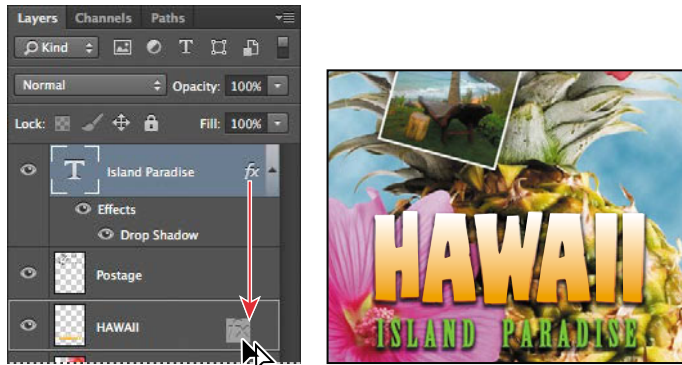 Layers Channels Paths
Kind T
Normal Opacity: 100%
Lock: Fill: 100%
T Island Paradise fx
Effects
Drop Shadow
Postage
HAWAII
HAWAII
ISLAND PARADISE